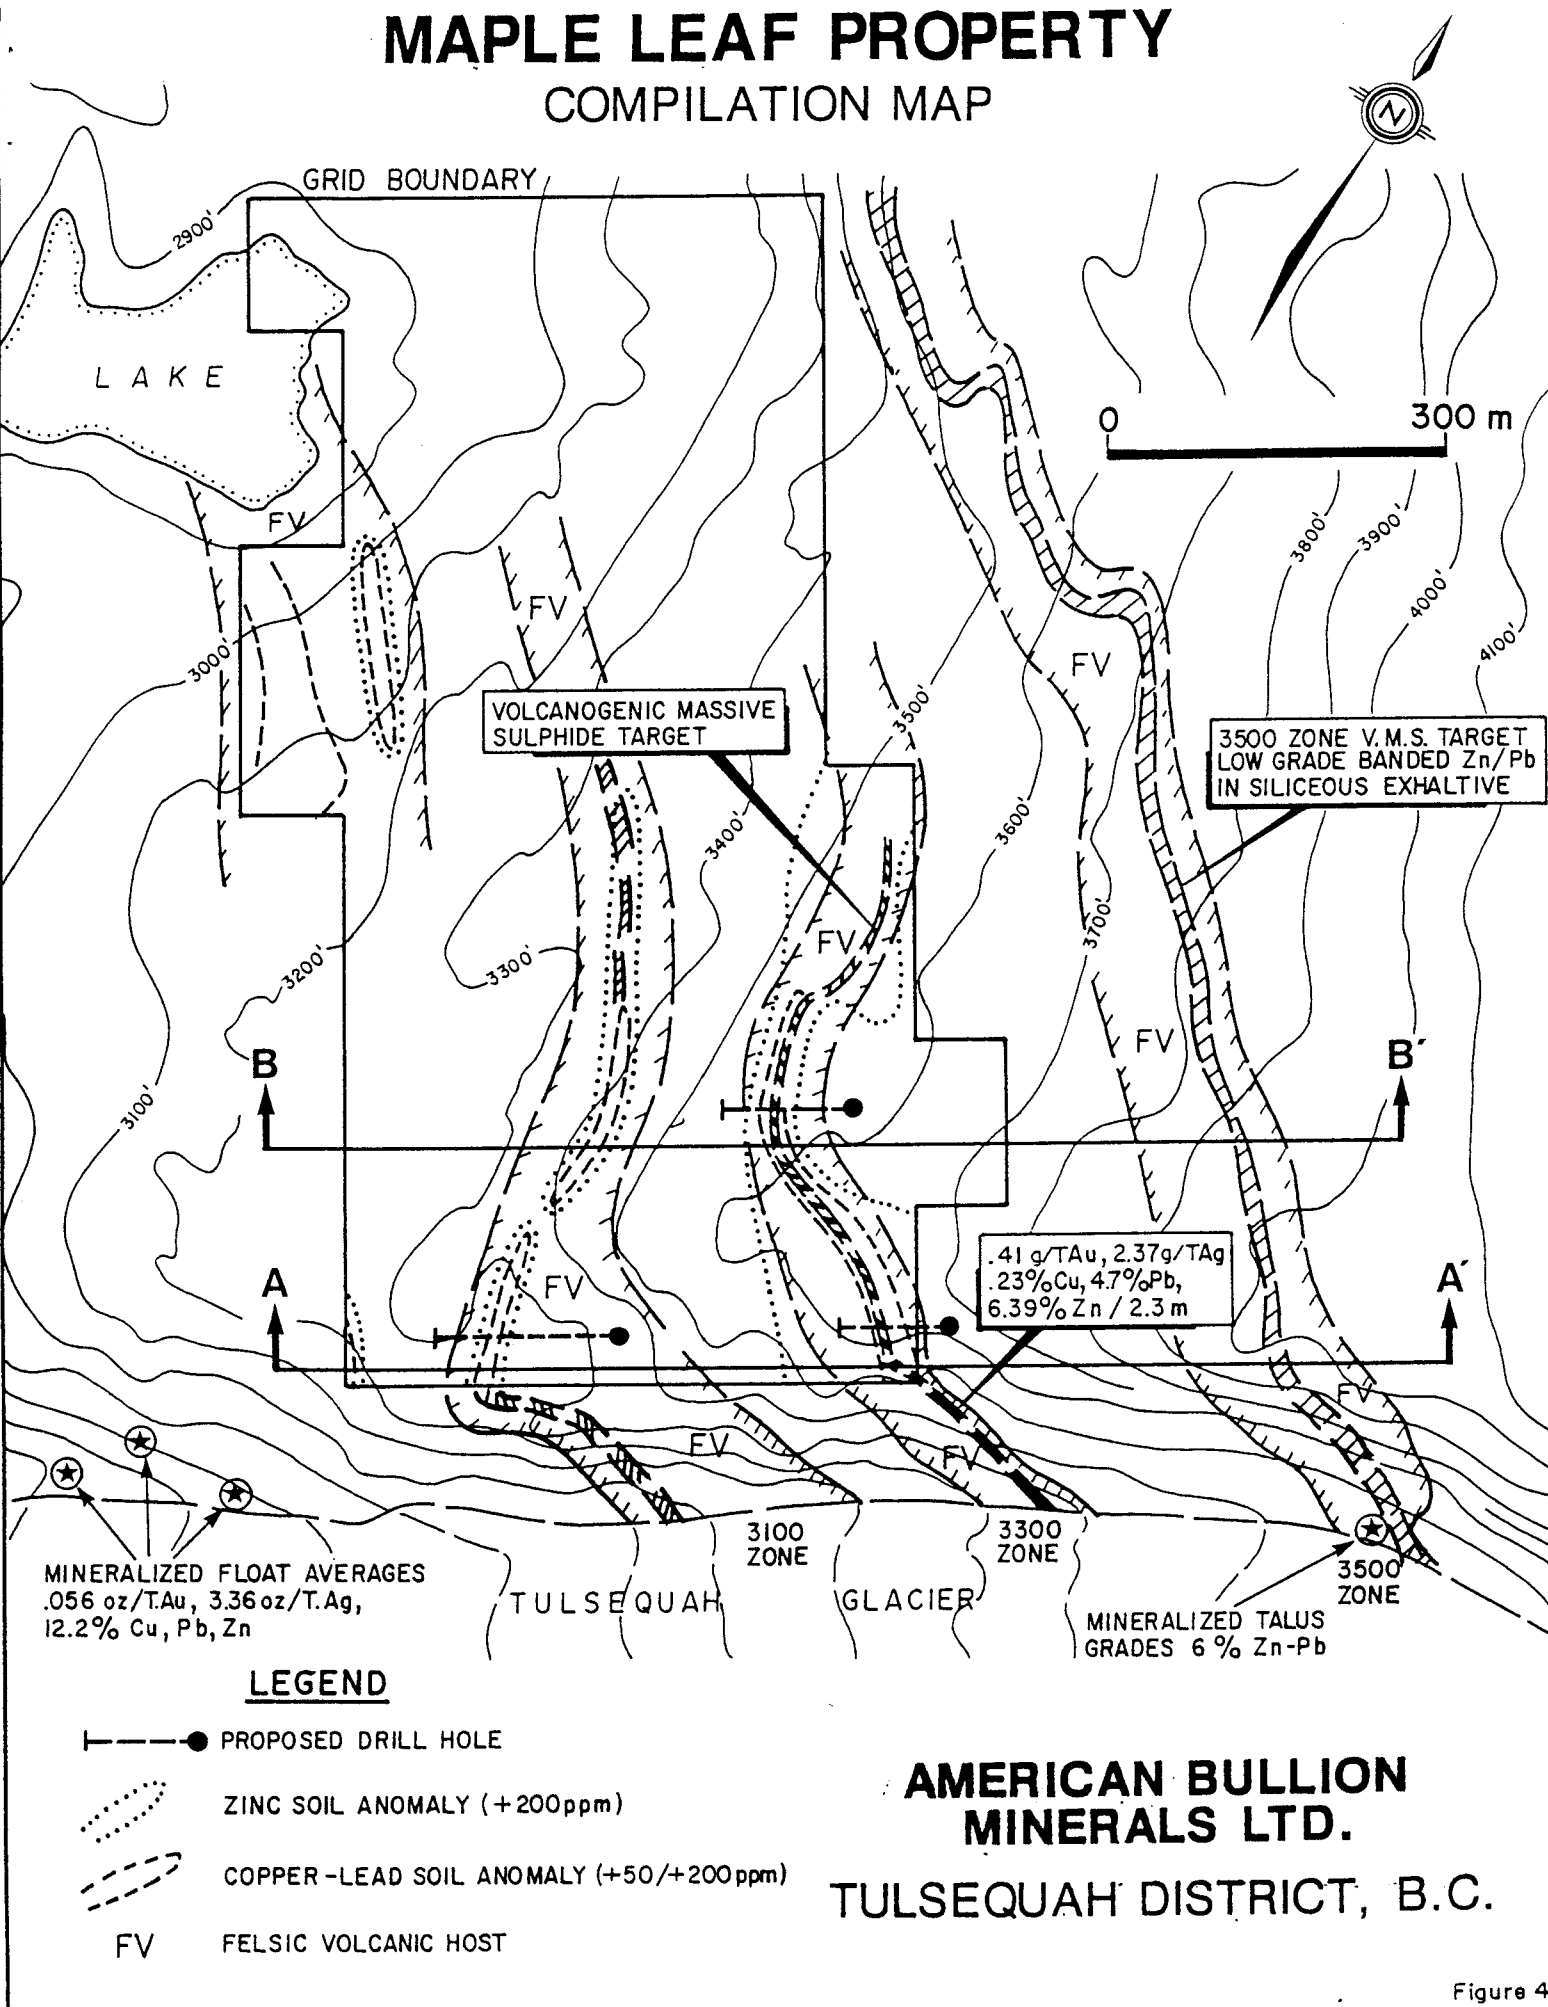 MAPLE LEAF PROPERTY
COMPILATION MAP
N
GRID BOUNDARY
2900'
LAKE
0 300 m
FV
3800'
3900'
4000'
4100'
FV
3000'
FV
VOLCANOGENIC MASSIVE
SULPHIDE TARGET
3500'
3500 ZONE V.M.S. TARGET
LOW GRADE BANDED Zn/Pb
IN SILICEOUS EXHALTIVE
3400'
3600'
3700'
FV
3200'
3300'
FV
B
B'
3100'
.41 g/TAu, 2.37g/TAg
.23%Cu, 4.7%Pb,
6.39% Zn / 2.3 m
A
A'
FV
FV
FV
FV
3100
ZONE
3300
ZONE
3500
ZONE
MINERALIZED FLOAT AVERAGES
.056 oz/T.Au, 3.36 oz/T.Ag,
12.2% Cu, Pb, Zn
TULSEQUAH GLACIER
MINERALIZED TALUS
GRADES 6% Zn-Pb
LEGEND
PROPOSED DRILL HOLE
ZINC SOIL ANOMALY (+200ppm)
COPPER-LEAD SOIL ANOMALY (+50/+200ppm)
FV FELSIC VOLCANIC HOST
AMERICAN BULLION
MINERALS LTD.
TULSEQUAH DISTRICT, B.C.
Figure 4